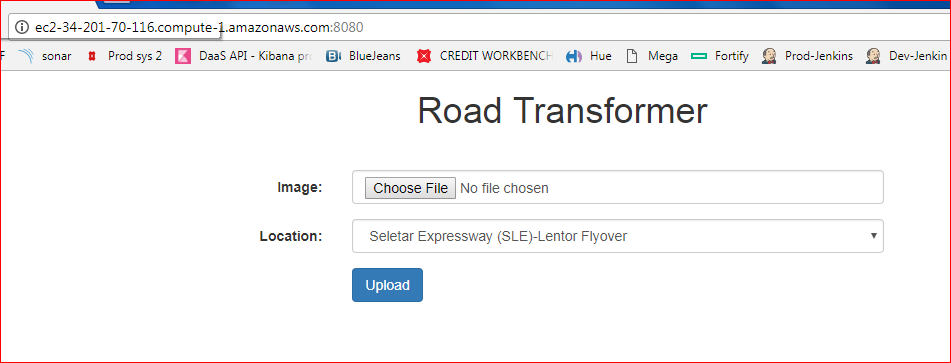 ec2-34-201-70-116.compute-1.amazonaws.com:8080
F sonar Prod sys 2 DaaS API - Kibana pr BlueJeans CREDIT WORKBENCH Hue Mega Fortify Prod-Jenkins Dev-Jenkin
Road Transformer
Image: Choose File No file chosen
Location: Seletar Expressway (SLE)-Lentor Flyover
Upload